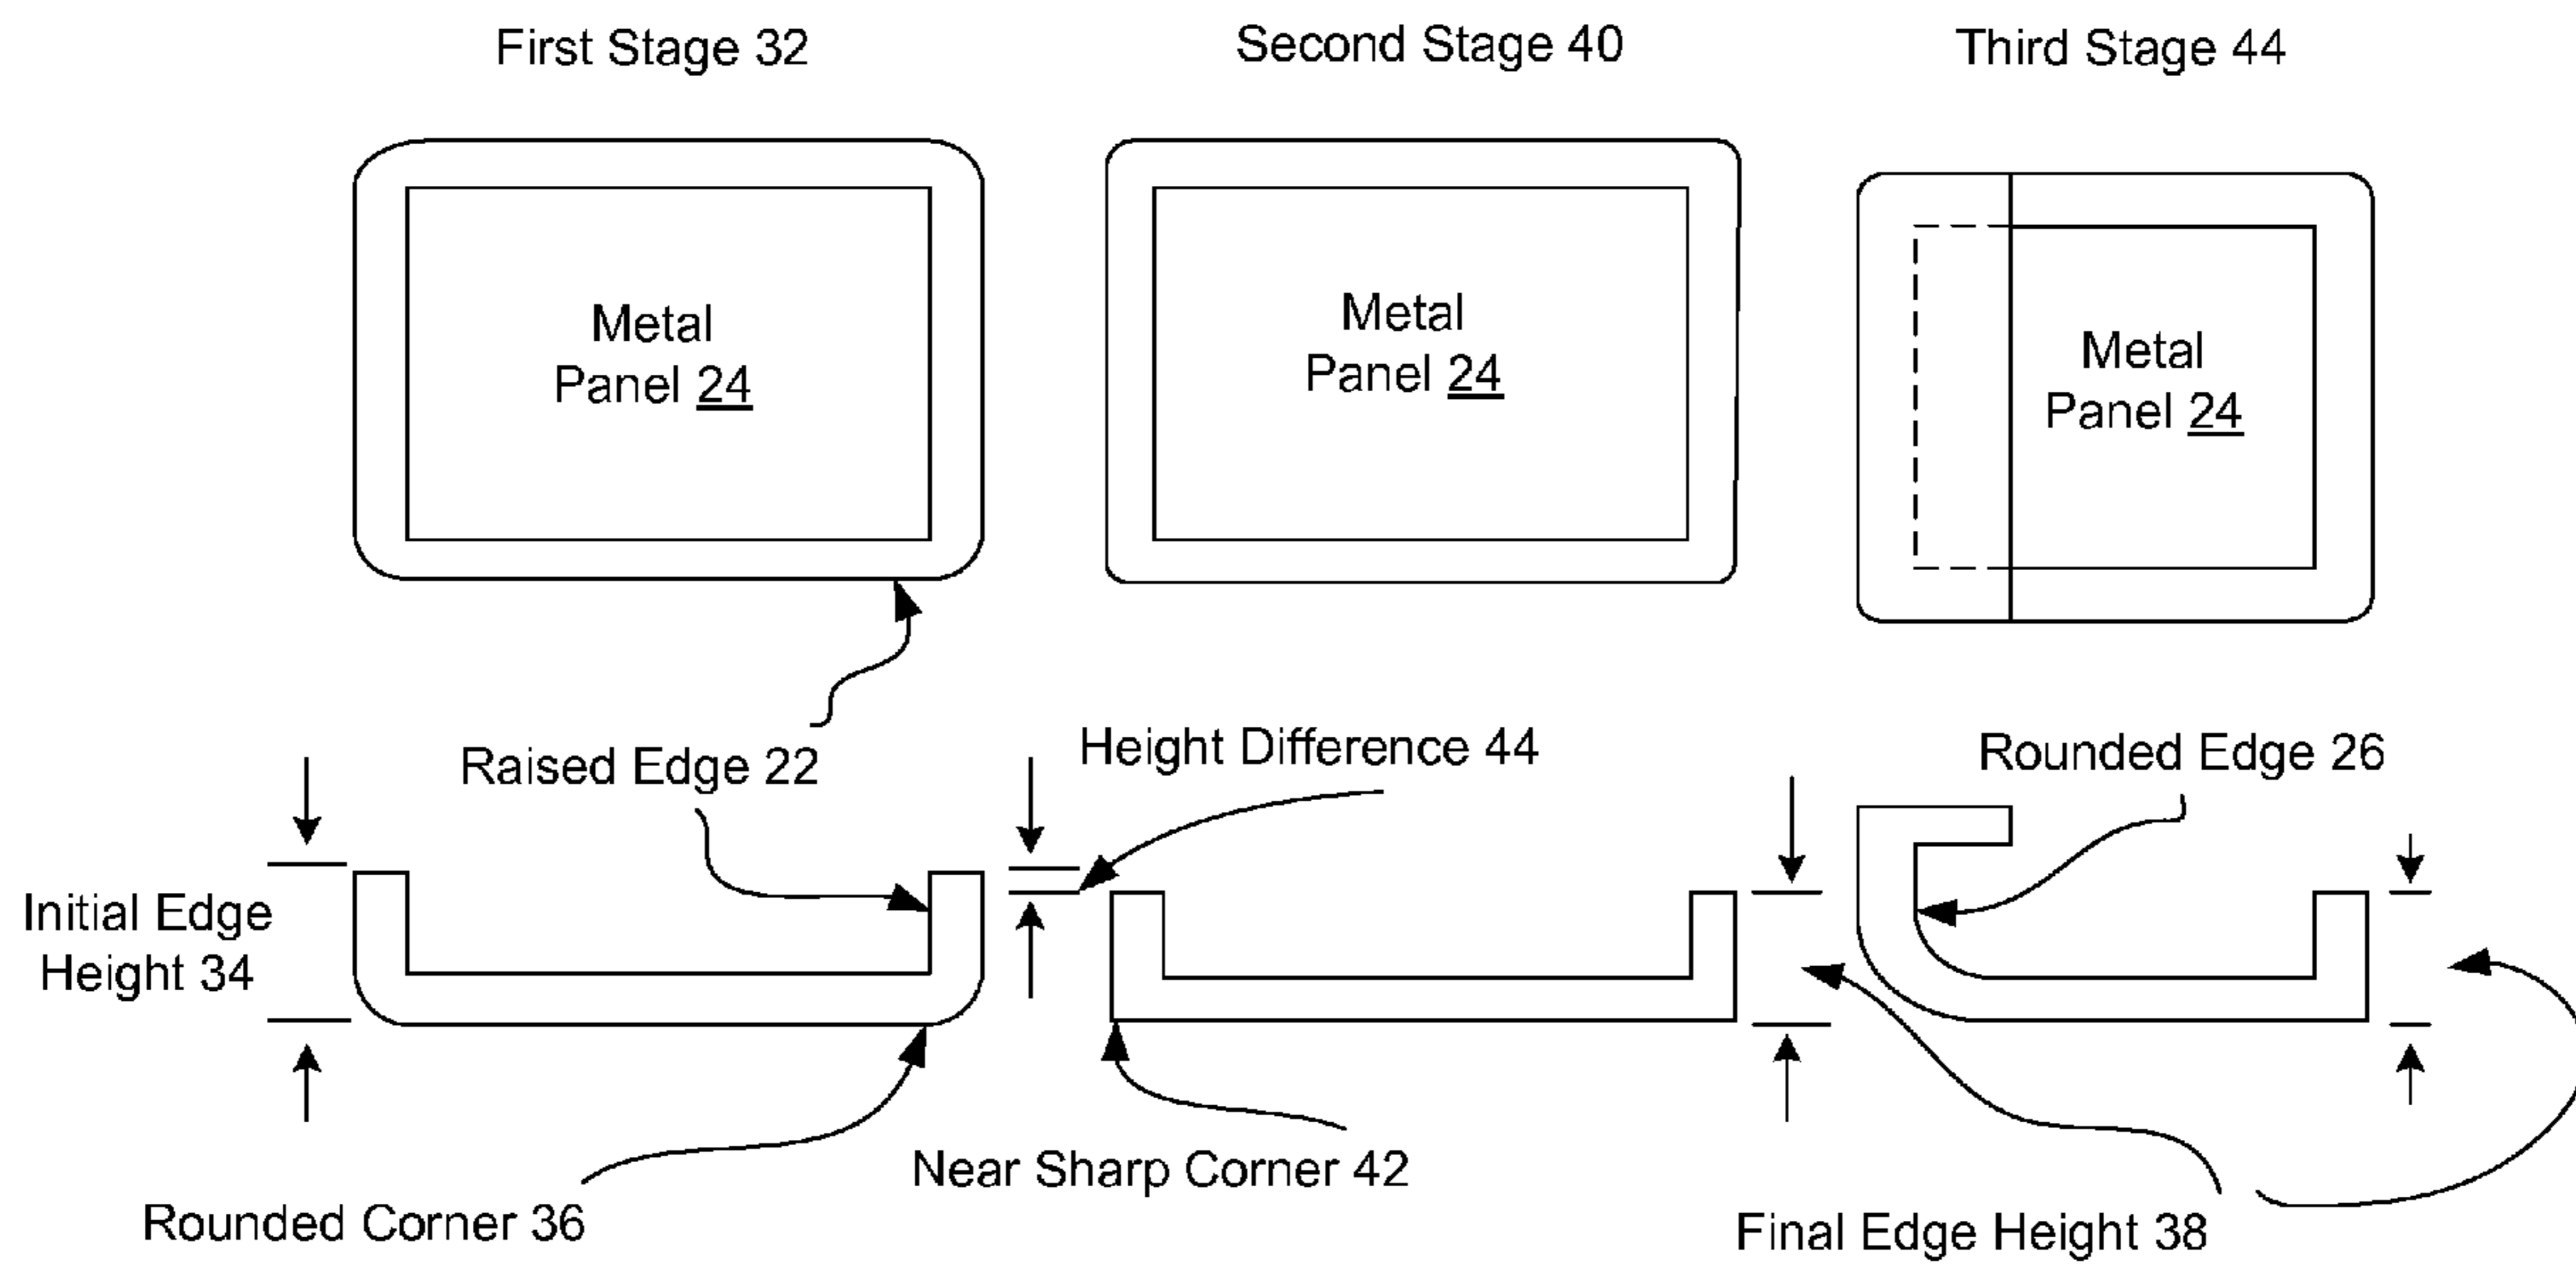 First Stage 32
Second Stage 40
Third Stage 44
Metal
Panel 24
Metal
Panel 24
Metal
Panel 24
Raised Edge 22
Height Difference 44
Rounded Edge 26
Initial Edge
Height 34
Near Sharp Corner 42
Rounded Corner 36
Final Edge Height 38